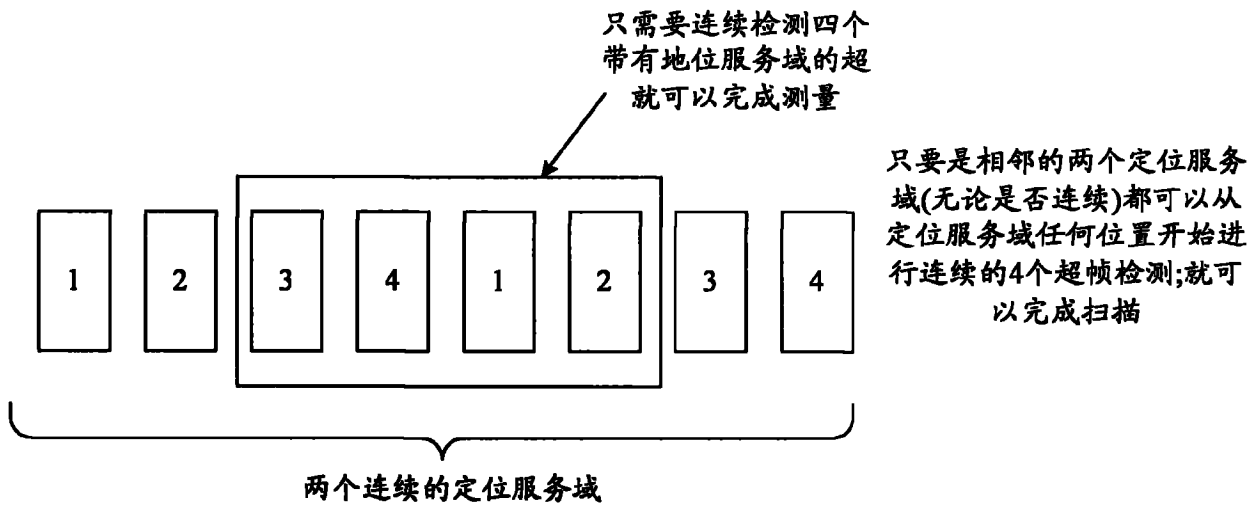 只需要连续检测四个
带有地位服务域的超
就可以完成测量
只要是相邻的两个定位服务
域(无论是否连续)都可以从
定位服务域任何位置开始进
行连续的4个超帧检测;就可
以完成扫描
1 2 3 4 1 2 3 4
两个连续的定位服务域